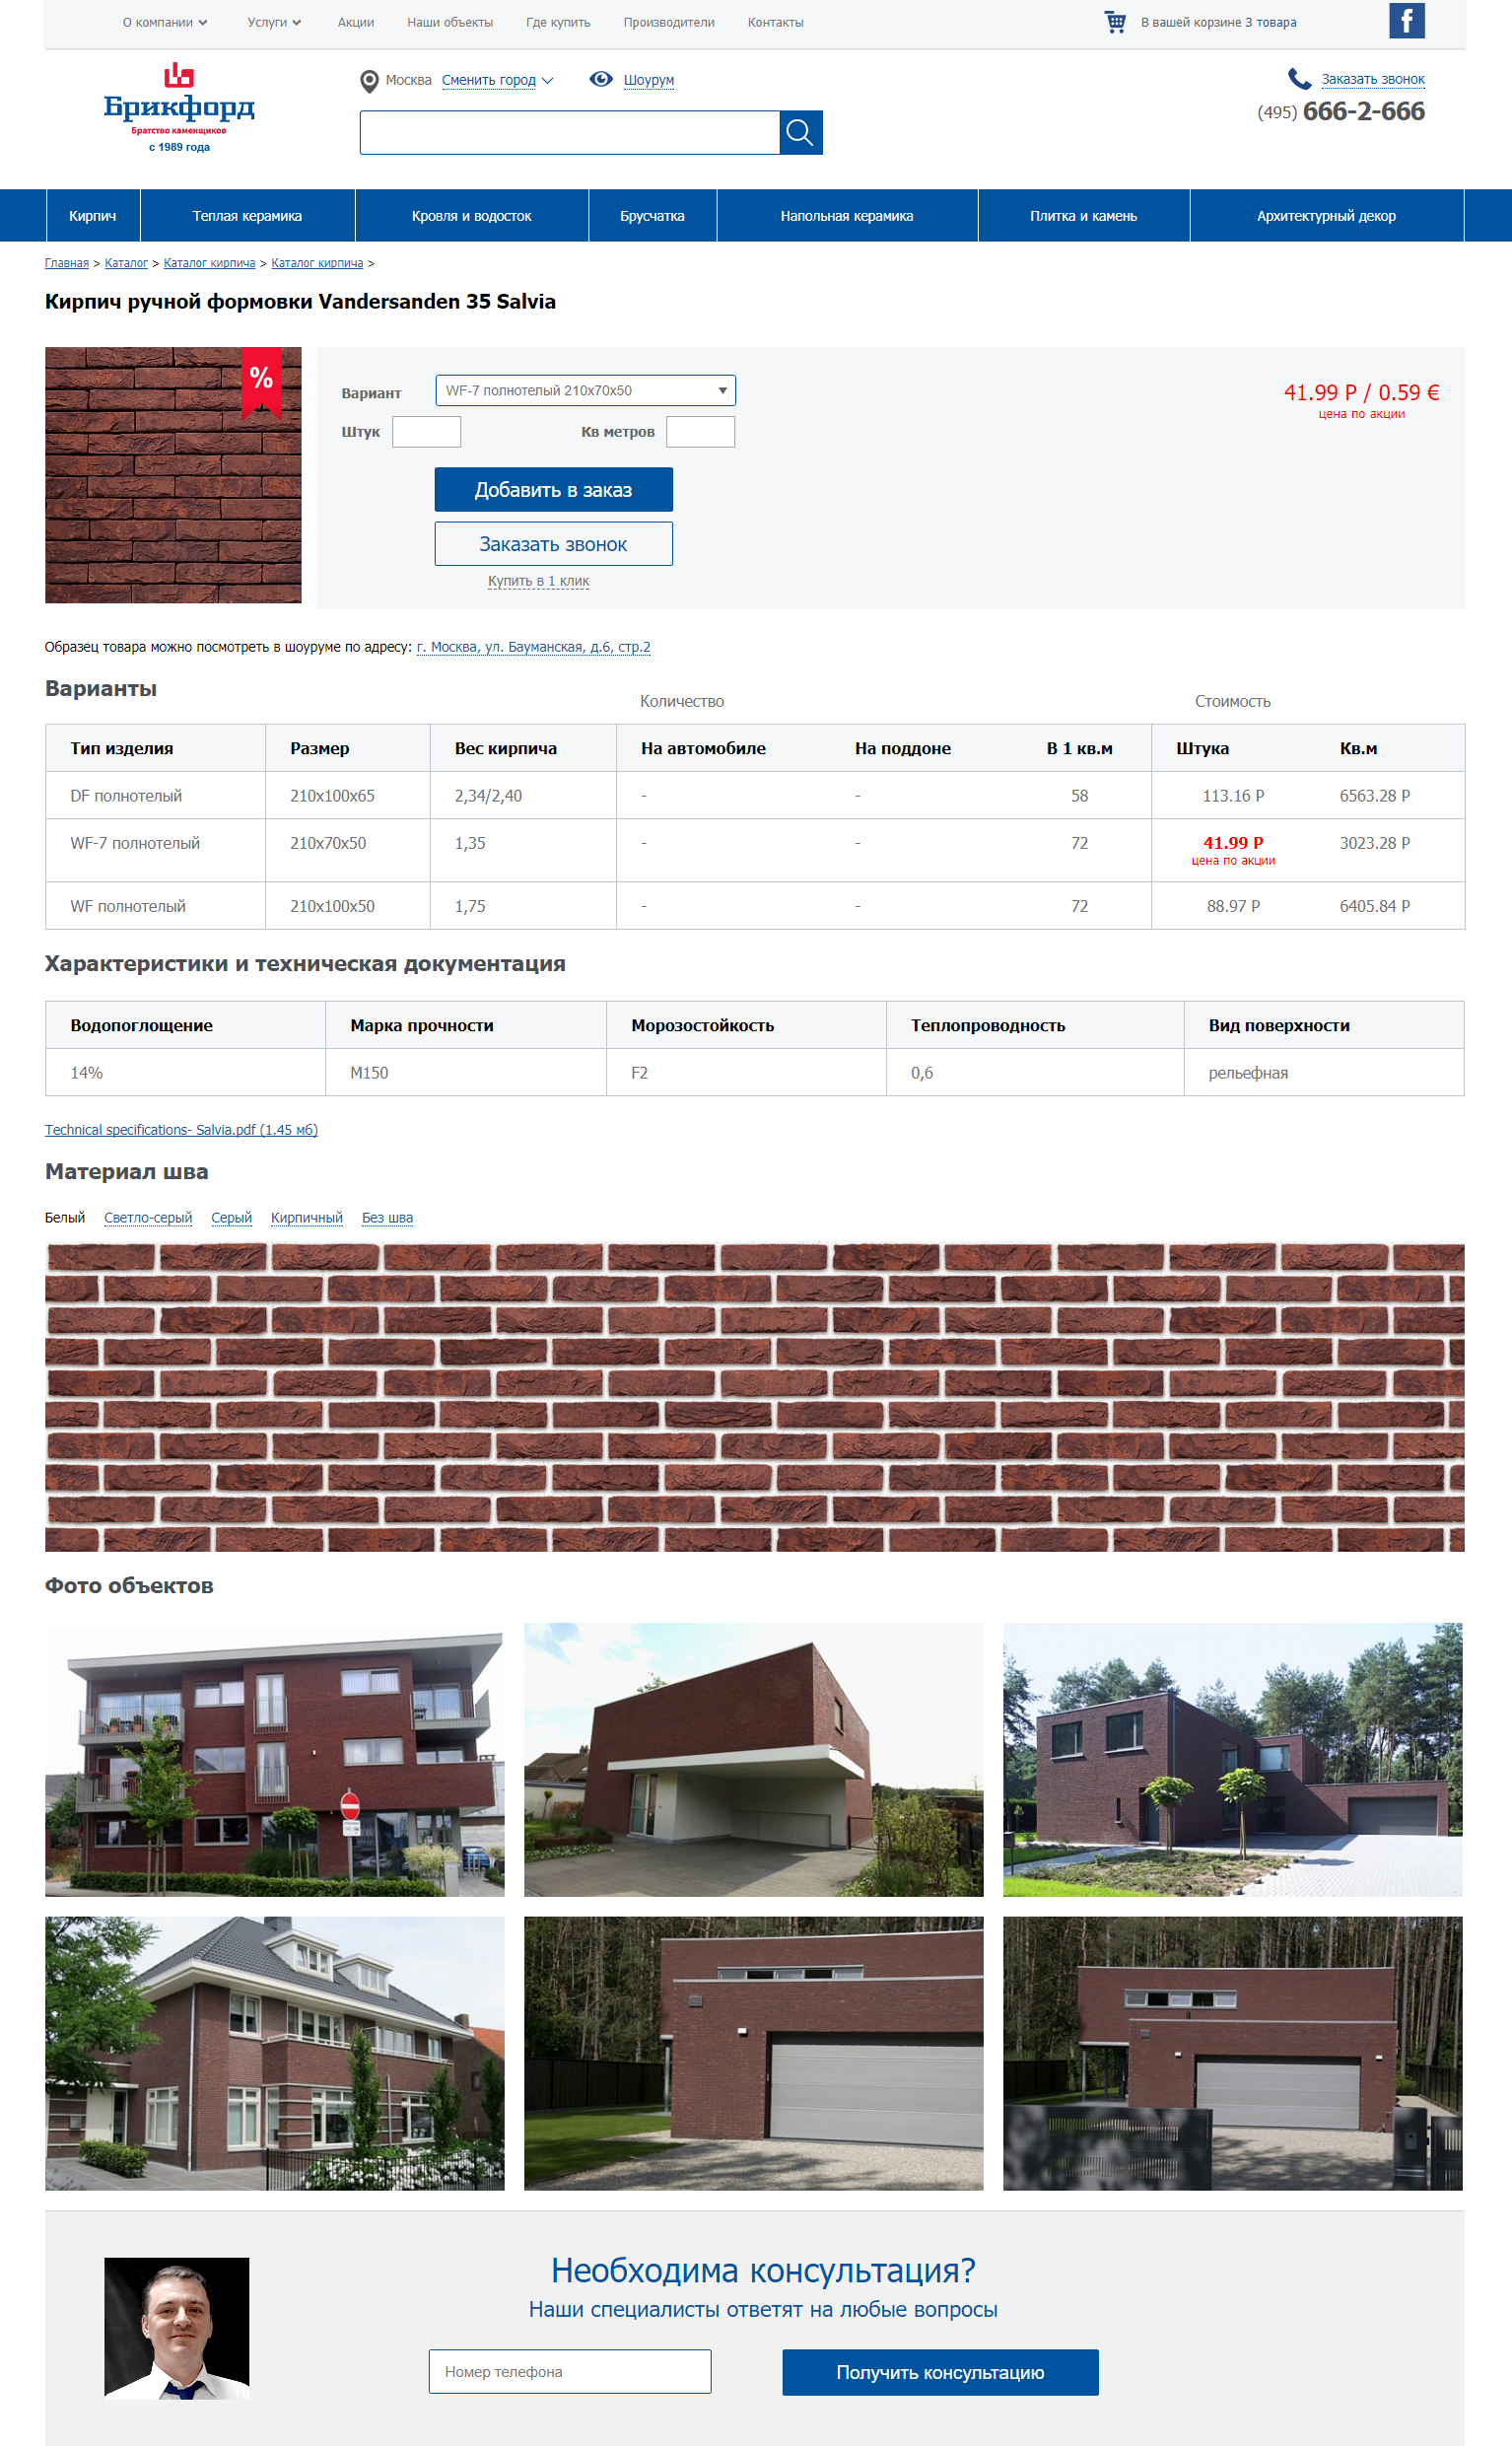 О компании Услуги Акции Наши объекты Где купить Производители Контакты В вашей корзине 3 товара f
Москва Сменить город Шоурум Заказать звонок
Брикфорд
Братство каменщиков
с 1989 года
(495) 666-2-666
Кирпич Теплая керамика Кровля и водосток Брусчатка Напольная керамика Плитка и камень Архитектурный декор
Главная > Каталог > Каталог кирпича > Каталог кирпича >
Кирпич ручной формовки Vandersanden 35 Salvia
%
Вариант WF-7 полнотелый 210x70x50 41.99 Р / 0.59 €
цена по акции
Штук Кв метров
Добавить в заказ
Заказать звонок
Купить в 1 клик
Образец товара можно посмотреть в шоуруме по адресу: г. Москва, ул. Бауманская, д.6, стр.2
Варианты
Количество Стоимость
Тип изделия Размер Вес кирпича На автомобиле На поддоне В 1 кв.м Штука Кв.м
DF полнотелый 210x100x65 2,34/2,40 - - 58 113.16 Р 6563.28 Р
WF-7 полнотелый 210x70x50 1,35 - - 72 41.99 Р 3023.28 Р
цена по акции
WF полнотелый 210x100x50 1,75 - - 72 88.97 Р 6405.84 Р
Характеристики и техническая документация
Водопоглощение Марка прочности Морозостойкость Теплопроводность Вид поверхности
14% M150 F2 0,6 рельефная
Technical specifications- Salvia.pdf (1.45 мб)
Материал шва
Белый Светло-серый Серый Кирпичный Без шва
Фото объектов
Необходима консультация?
Наши специалисты ответят на любые вопросы
Номер телефона Получить консультацию